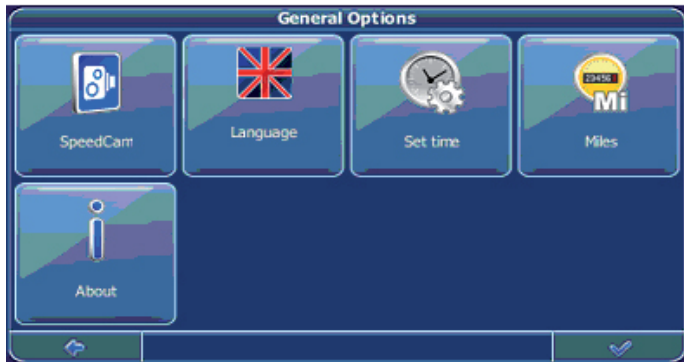 General Options
SpeedCam
Language
Set time
23456
Mi
Miles
About